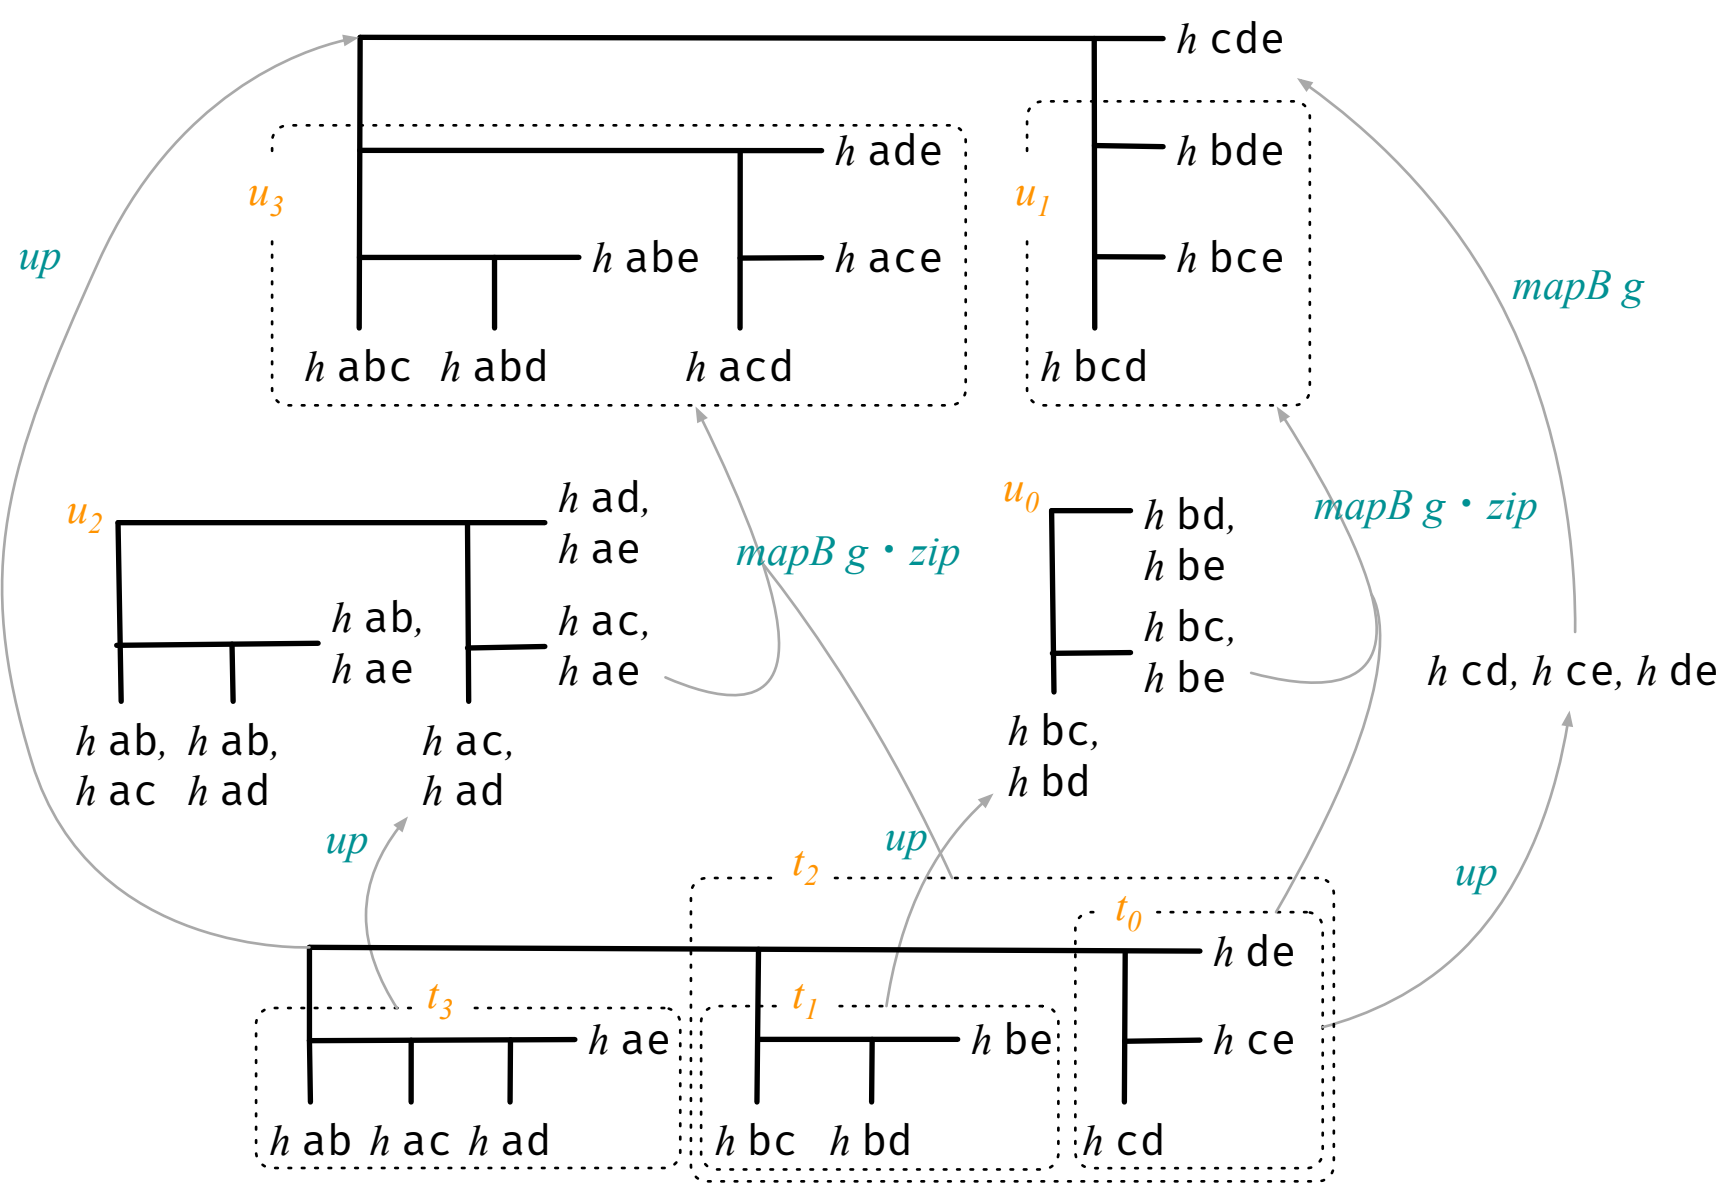 h cde
h ade
h bde
u3
u1
up
h abe
h ace
h bce
mapB g
h abc
h abd
h acd
h bcd
u2
h ad,
h ae
u0
h bd,
h be
mapB g · zip
mapB g · zip
h ab,
h ae
h ac,
h ae
h bc,
h be
h cd, h ce, h de
h ab,
h ac
h ab,
h ad
h ac,
h ad
h bc,
h bd
up
up
up
t2
t0
h de
t3
t1
h ae
h be
h ce
h ab
h ac
h ad
h bc
h bd
h cd